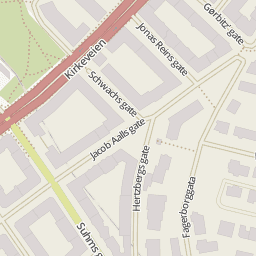 Gørbitz gate
Jonas Reins gate
Kirkeveien
Schwachs gate
Jacob Aalls gate
Hertzbergs gate
Fagerborggata
Suhms g